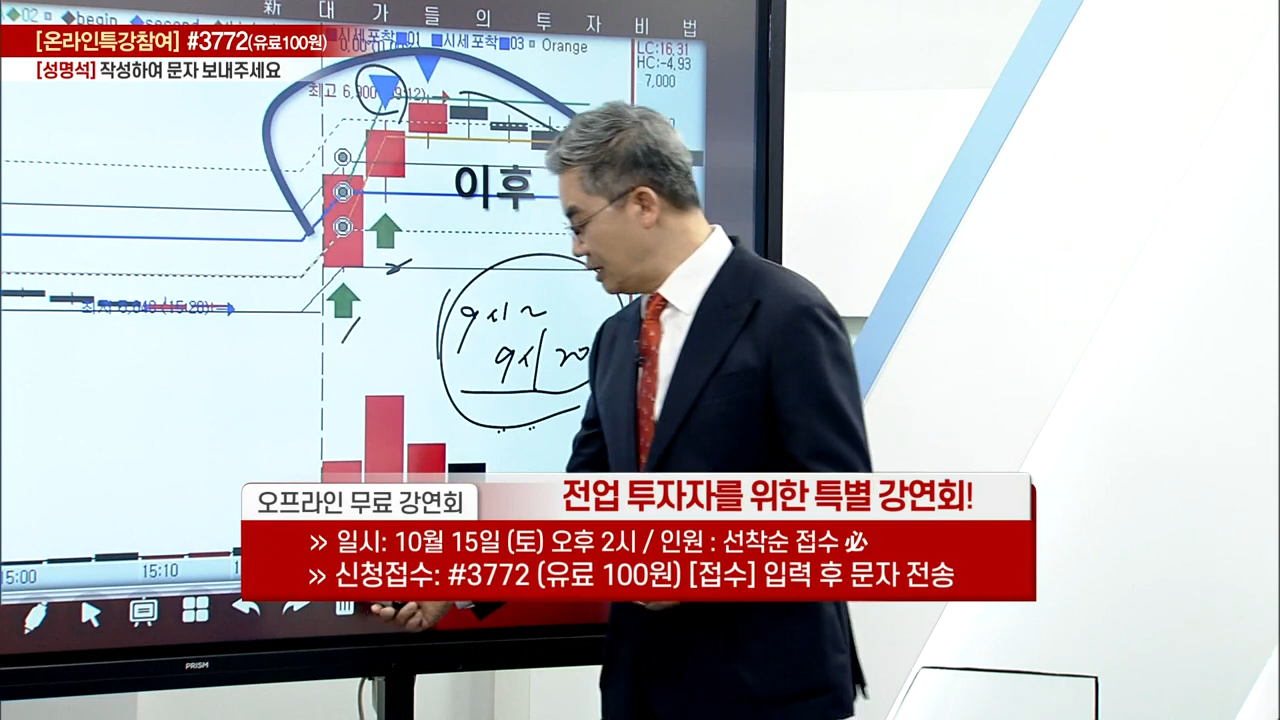 新 대 가 들 의 투 자 비 법
02 begin second
[온라인특강참여] #3772(유료100원)
시세포착 01 시세포착 03 Orange
[성명석] 작성하여 문자 보내주세요
LC:16,31
HC:-4,93
7,000
최고 6,900
이후
9시
9시 20
오프라인 무료 강연회
전업 투자자를 위한 특별 강연회!
» 일시: 10월 15일 (토) 오후 2시 / 인원 : 선착순 접수 必
» 신청접수: #3772 (유료 100원) [접수] 입력 후 문자 전송
15:00 15:10
PRISM